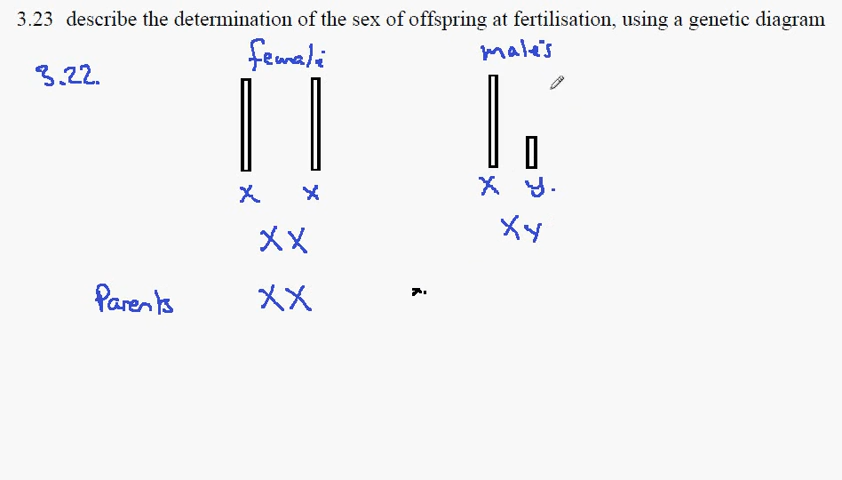 3.23 describe the determination of the sex of offspring at fertilisation, using a genetic diagram
female male's
3.22.
X X X y.
XX Xy
Parents XX x.